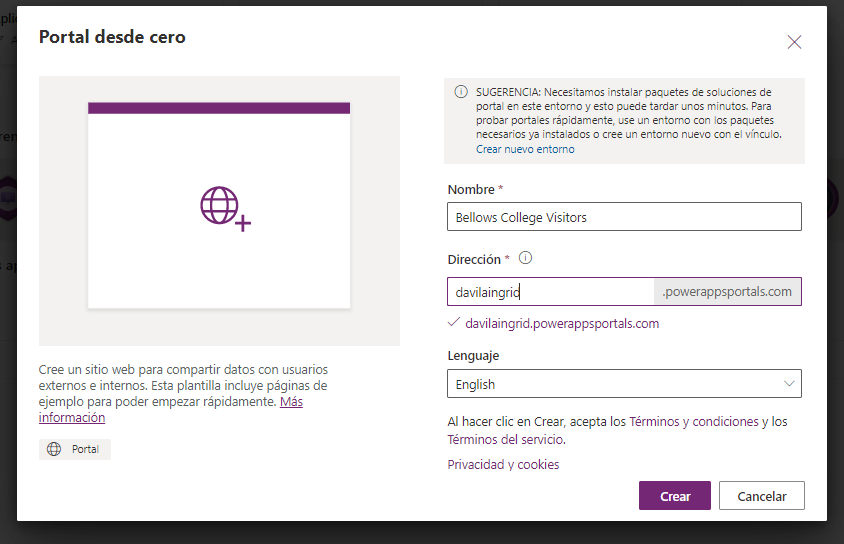 Portal desde cero
SUGERENCIA: Necesitamos instalar paquetes de soluciones de
portal en este entorno y esto puede tardar unos minutos. Para
probar portales rápidamente, use un entorno con los paquetes
necesarios ya instalados o cree un entorno nuevo con el vínculo.
Crear nuevo entorno
Nombre *
Bellows College Visitors
Dirección *
davilaingrid
.powerappsportals.com
davilaingrid.powerappsportals.com
Lenguaje
English
Al hacer clic en Crear, acepta los Términos y condiciones y los
Términos del servicio.
Privacidad y cookies
Cree un sitio web para compartir datos con usuarios
externos e internos. Esta plantilla incluye páginas de
ejemplo para poder empezar rápidamente. Más
información
Portal
Crear
Cancelar